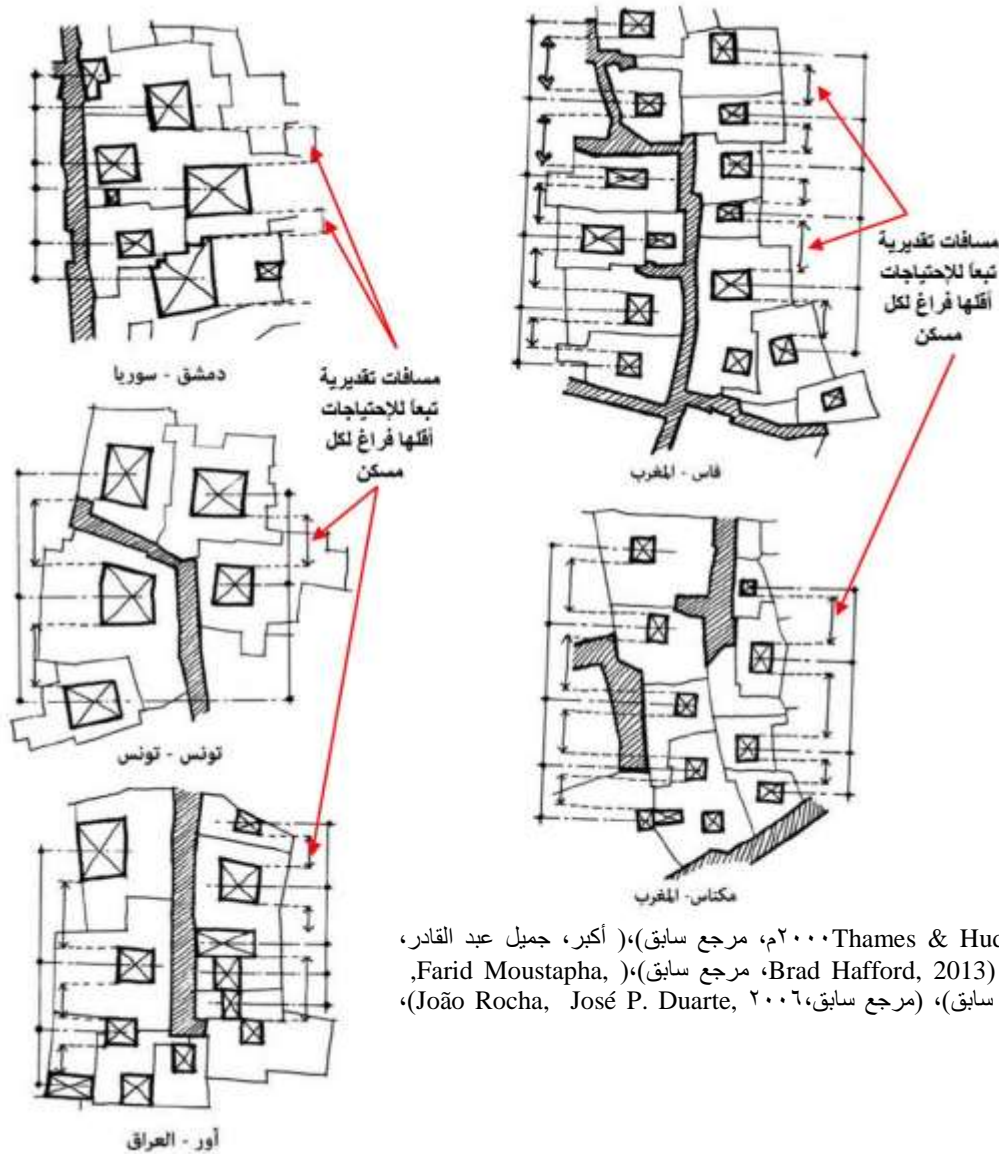 مسافات تقديرية
تبعاً للإحتياجات
أقلها فراغ لكل
مسكن
فاس - المغرب
دمشق - سوريا
مسافات تقديرية
تبعاً للإحتياجات
أقلها فراغ لكل
مسكن
تونس - تونس
مكناس- المغرب
أور - العراق
٢٠٠٠Thames & Hudم، مرجع سابق)،( أكبر، جميل عبد القادر،
(Brad Hafford, 2013، مرجع سابق)،( Farid Moustapha,,
سابق)، (مرجع سابق،João Rocha, José P. Duarte, ٢٠٠٦)،